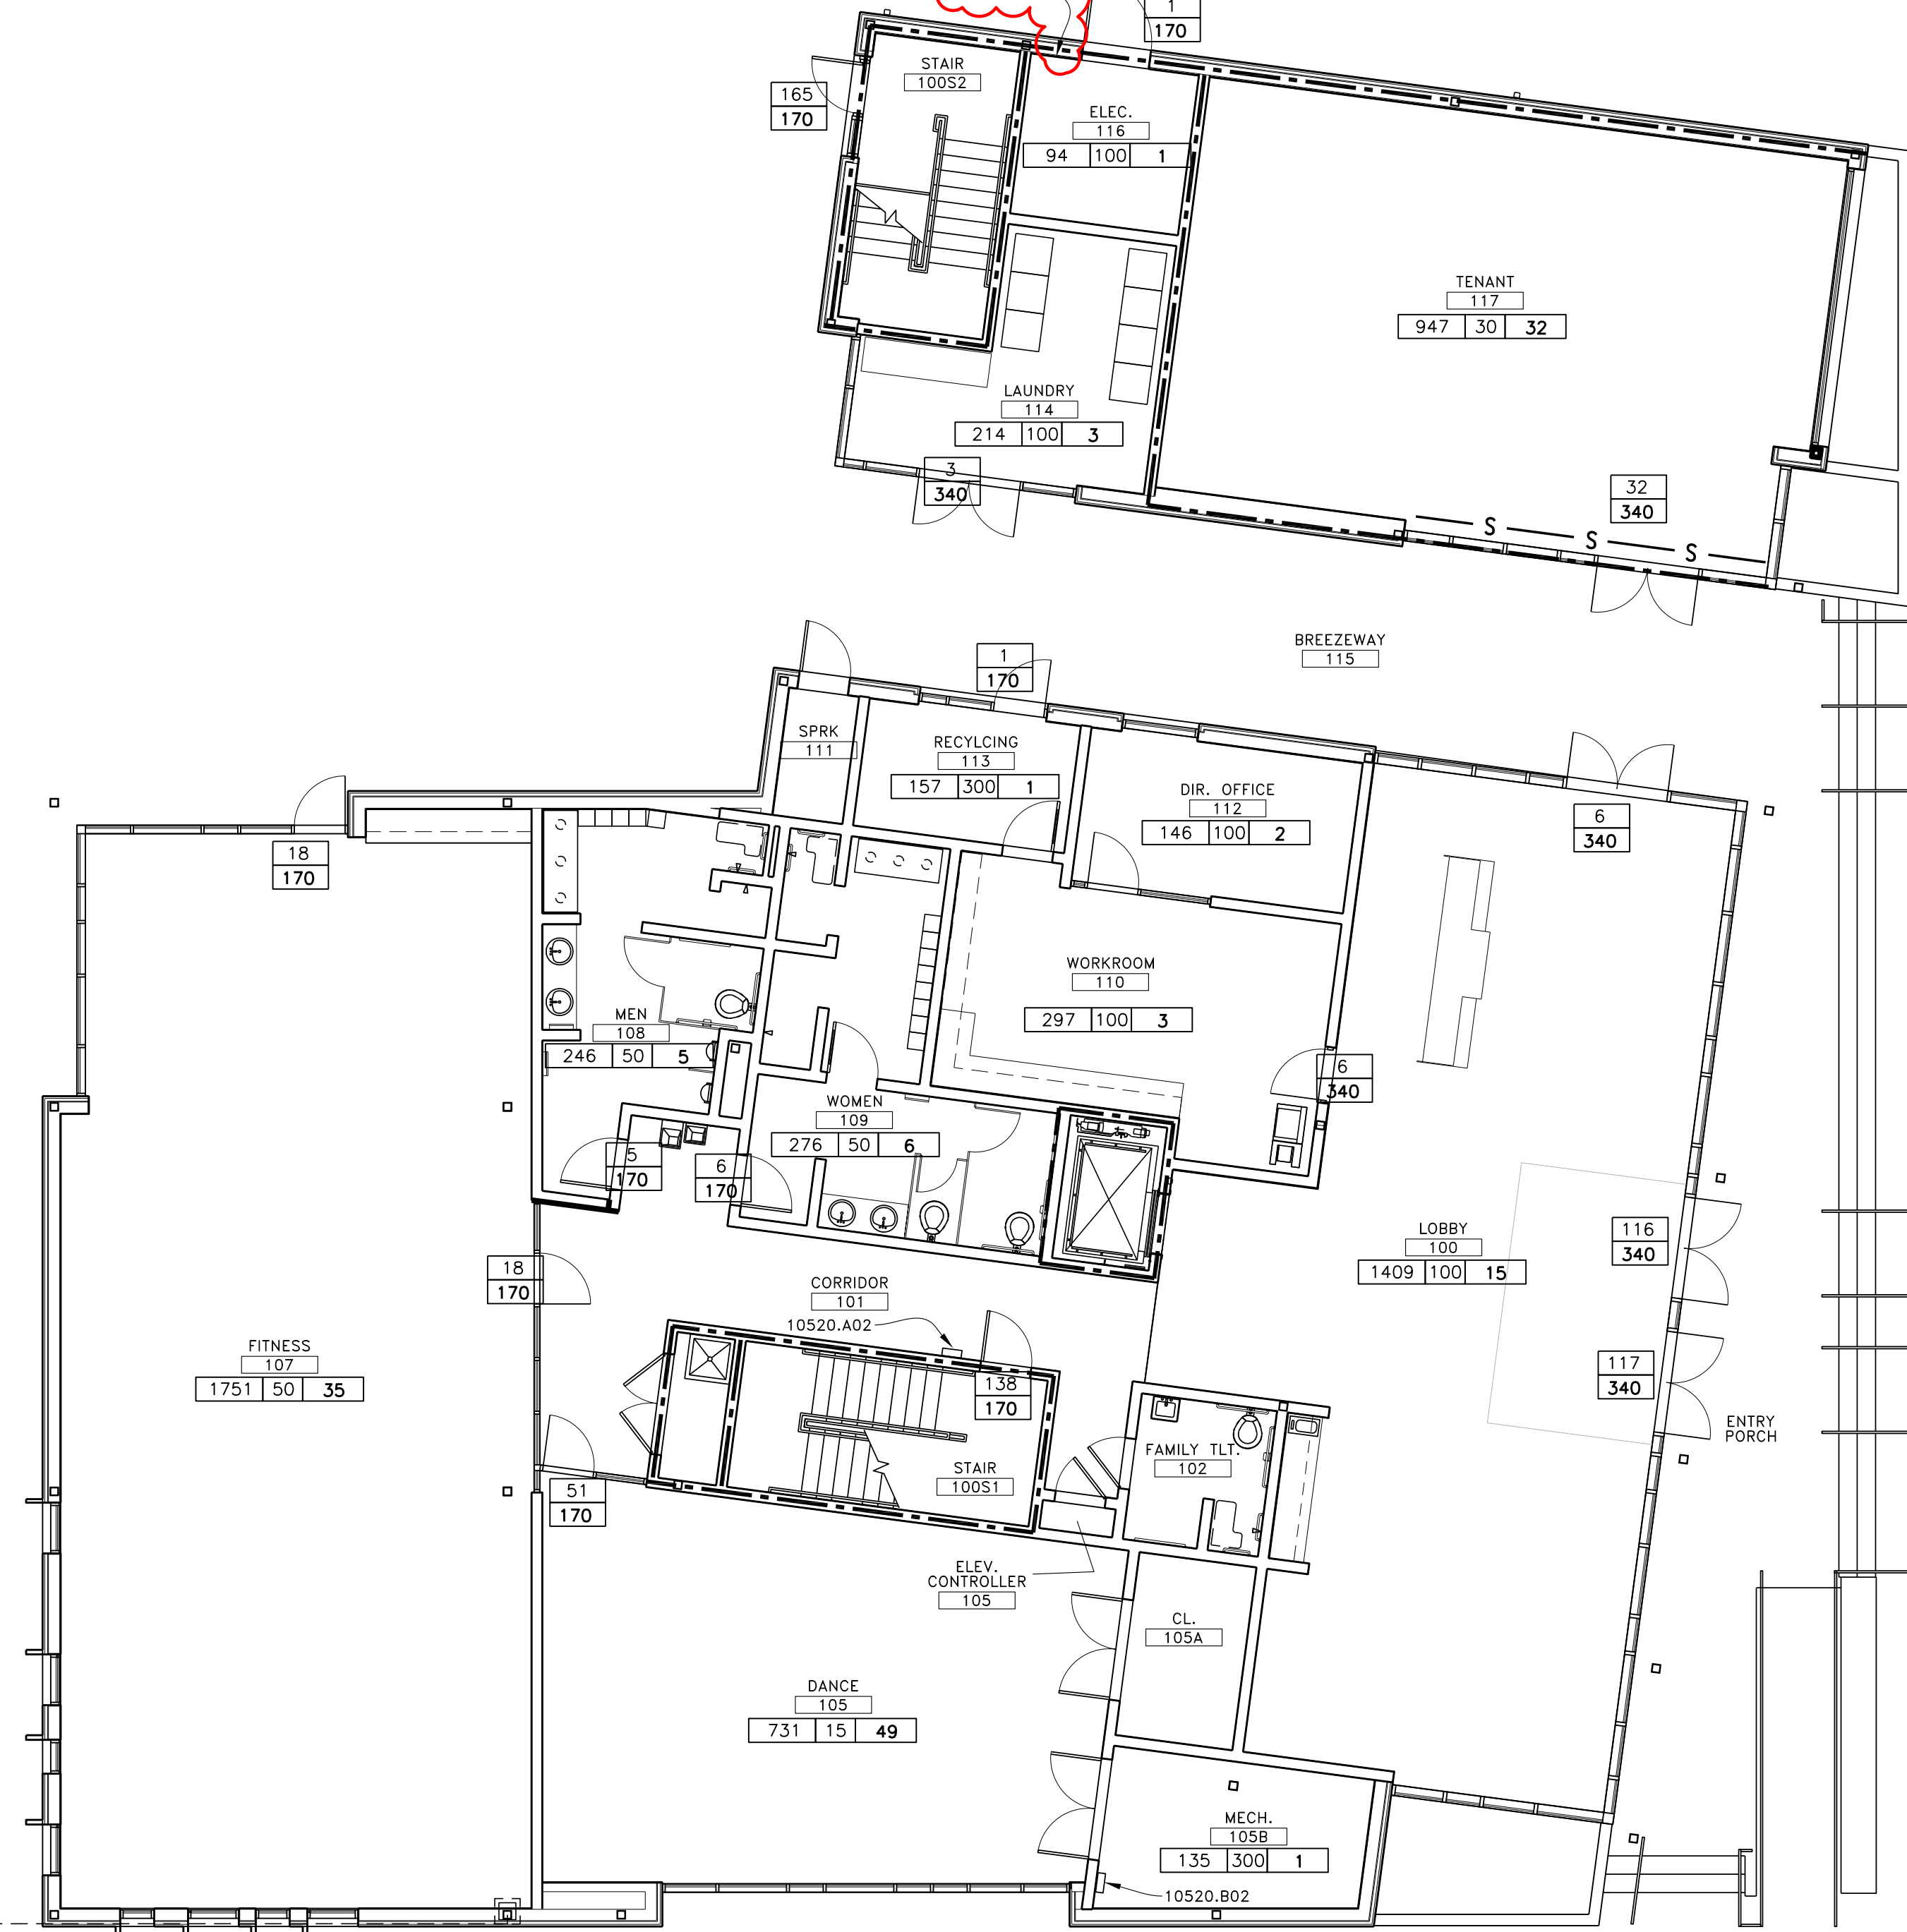 1
170
STAIR
100S2
165
170
ELEC.
116
94 100 1
TENANT
117
947 30 32
LAUNDRY
114
214 100 3
3
340
32
340
S S S
BREEZEWAY
115
1
170
SPRK
111
RECYLCING
113
157 300 1
DIR. OFFICE
112
146 100 2
6
340
18
170
WORKROOM
110
297 100 3
MEN
108
246 50 5
6
340
WOMEN
109
276 50 6
5
170
6
170
LOBBY
100
1409 100 15
116
340
18
170
CORRIDOR
101
10520.A02
FITNESS
107
1751 50 35
138
170
117
340
ENTRY
PORCH
FAMILY TLT.
102
STAIR
100S1
51
170
ELEV.
CONTROLLER
105
CL.
105A
DANCE
105
731 15 49
MECH.
105B
135 300 1
10520.B02